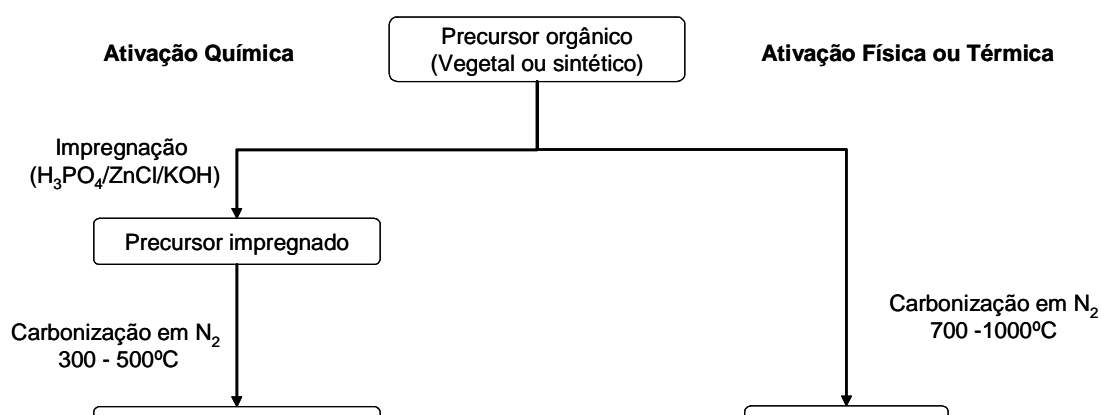 Ativação Química
Precursor orgânico
(Vegetal ou sintético)
Ativação Física ou Térmica
Impregnação
(H₃PO₄/ZnCl/KOH)
Precursor impregnado
Carbonização em N₂
300 - 500ºC
Carbonização em N₂
700 -1000ºC